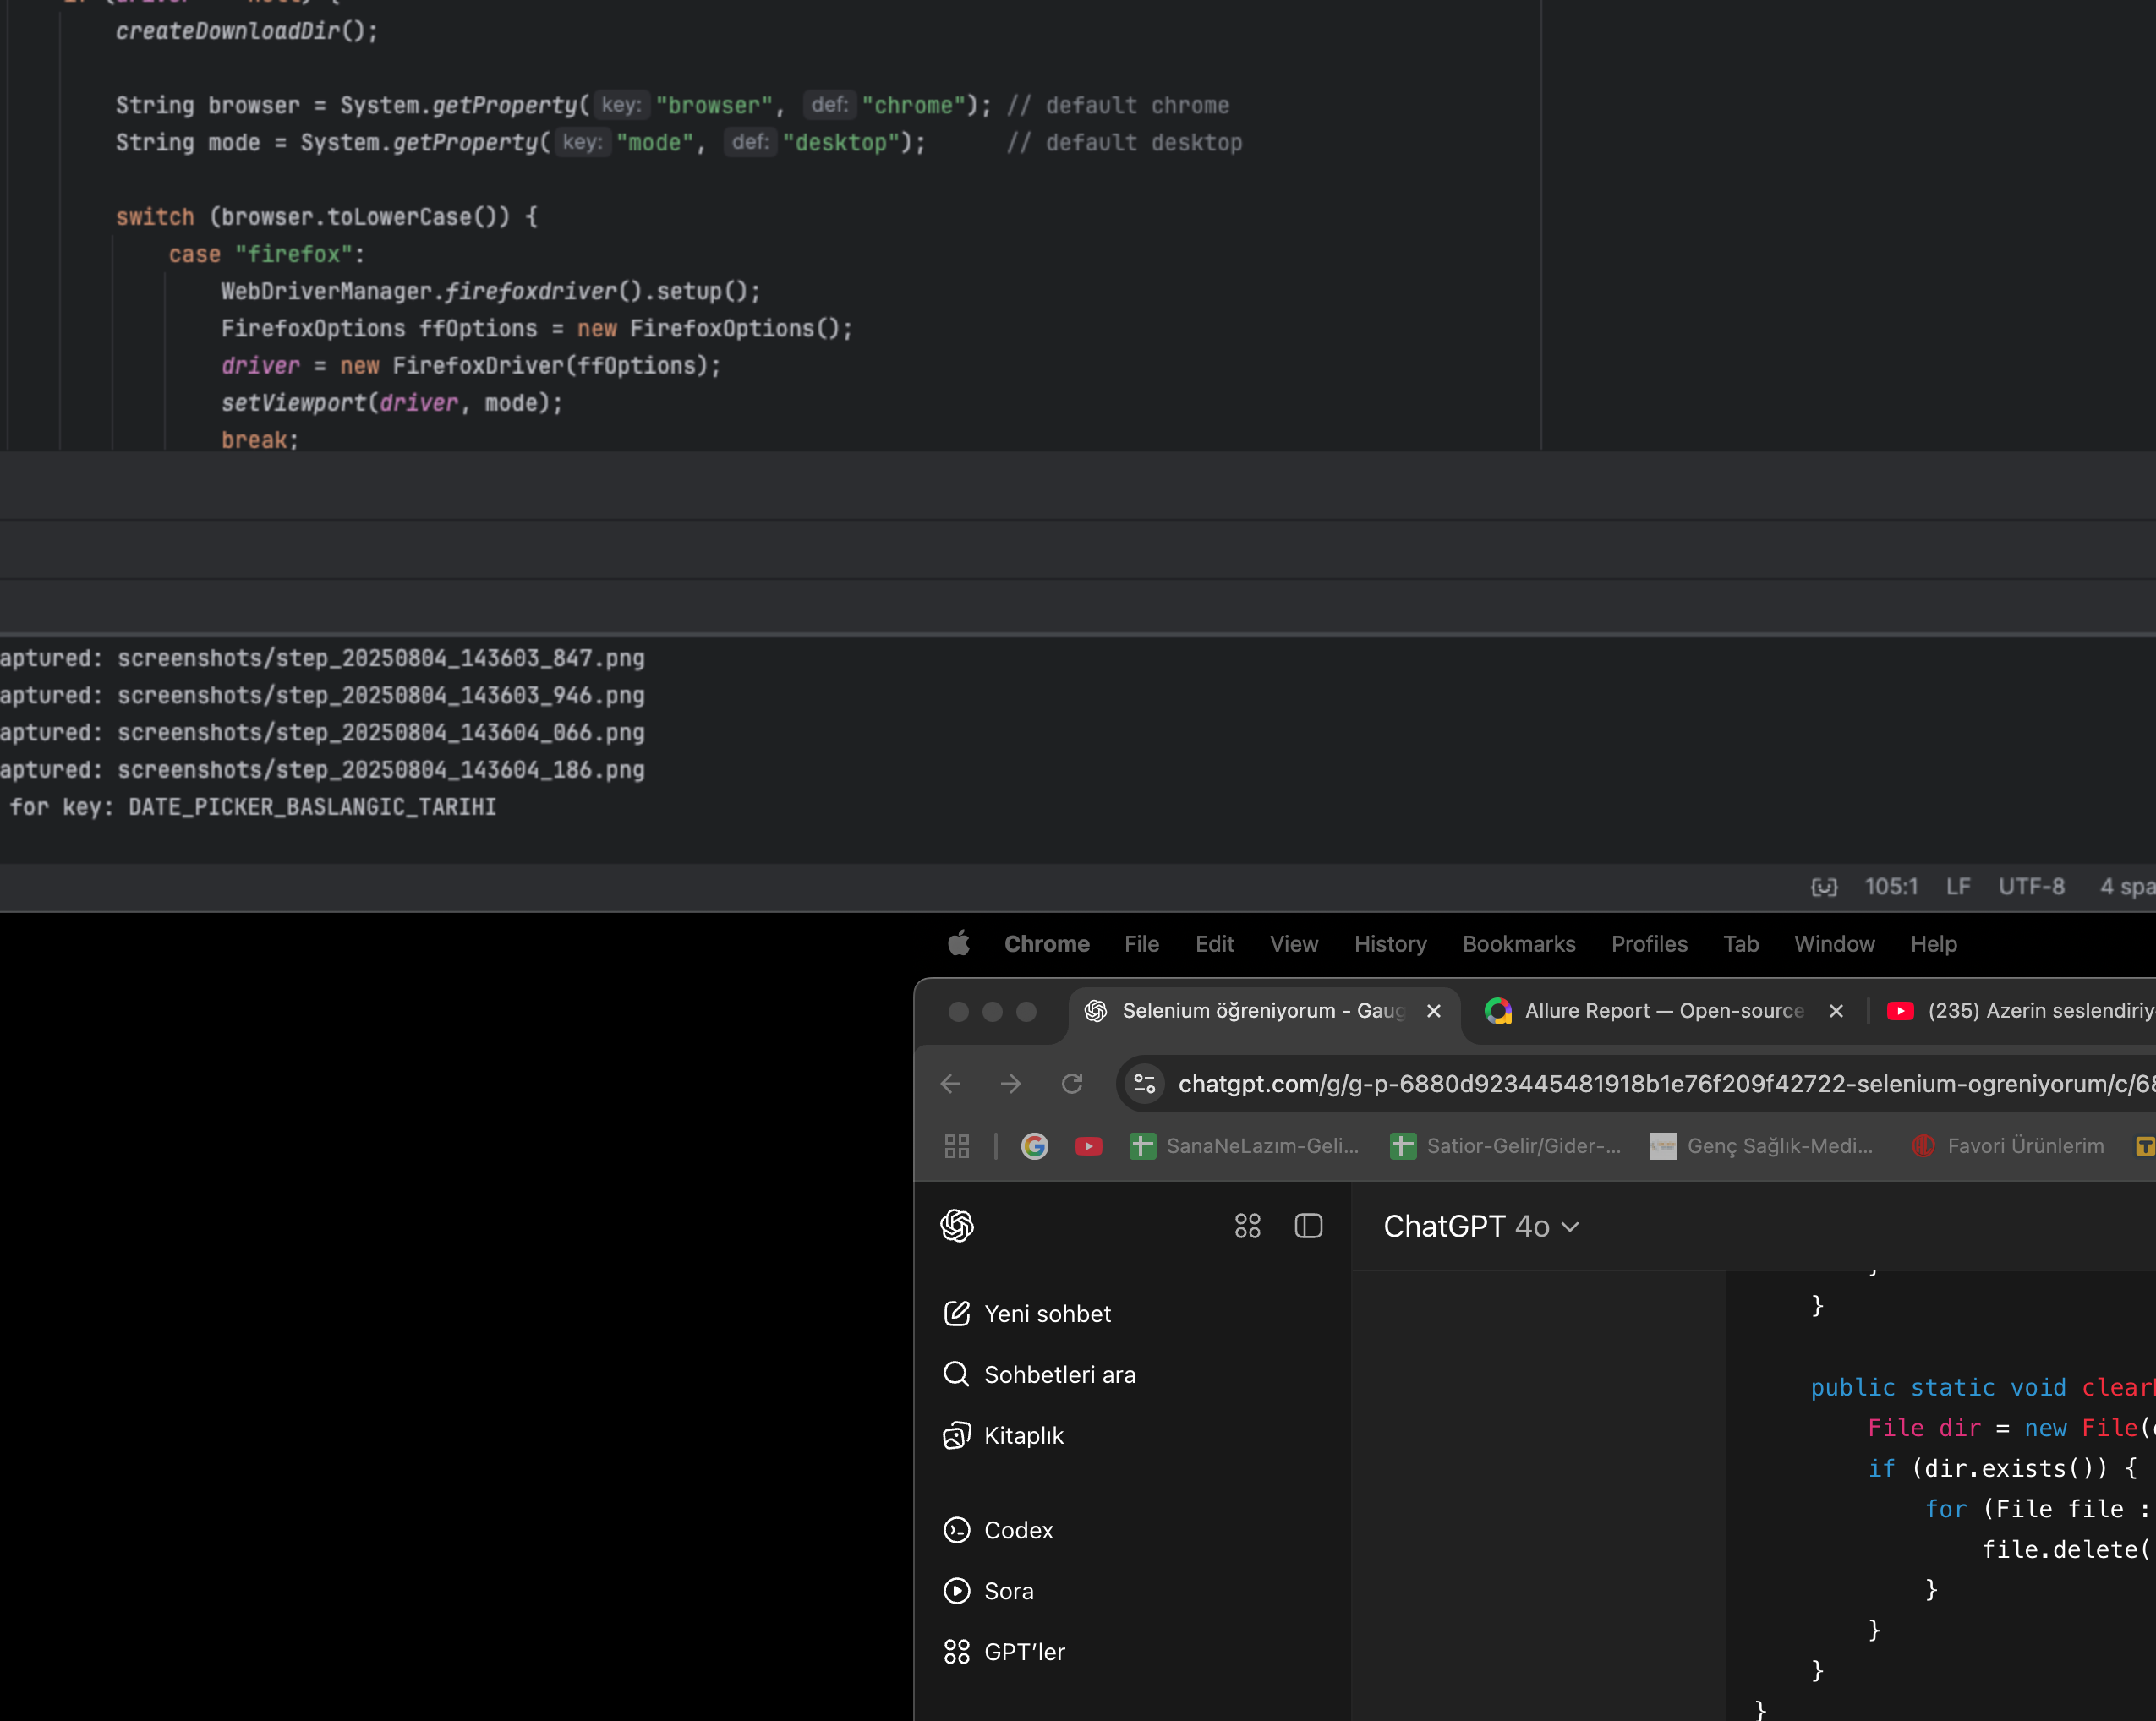 createDownloadDir();
String browser = System.getProperty( key: "browser", def: "chrome"); // default chrome
String mode = System.getProperty( key: "mode", def: "desktop"); // default desktop
switch (browser.toLowerCase()) {
case "firefox":
WebDriverManager.firefoxdriver().setup();
FirefoxOptions ffOptions = new FirefoxOptions();
driver = new FirefoxDriver(ffOptions);
setViewport(driver, mode);
break;
aptured: screenshots/step_20250804_143603_847.png
aptured: screenshots/step_20250804_143603_946.png
aptured: screenshots/step_20250804_143604_066.png
aptured: screenshots/step_20250804_143604_186.png
for key: DATE_PICKER_BASLANGIC_TARIHI
105:1 LF UTF-8 4 spa
Chrome File Edit View History Bookmarks Profiles Tab Window Help
Selenium öğreniyorum - Gaug Allure Report — Open-source (235) Azerin seslendiriy
chatgpt.com/g/g-p-6880d923445481918b1e76f209f42722-selenium-ogreniyorum/c/68
SanaNeLazım-Geli... Satior-Gelir/Gider-... Genç Sağlık-Medi... Favori Ürünlerim
ChatGPT 4o
}
}
Yeni sohbet
Sohbetleri ara
Kitaplık
Codex
Sora
GPT'ler
public static void clear
File dir = new File(
if (dir.exists()) {
for (File file :
file.delete(
}
}
}
}